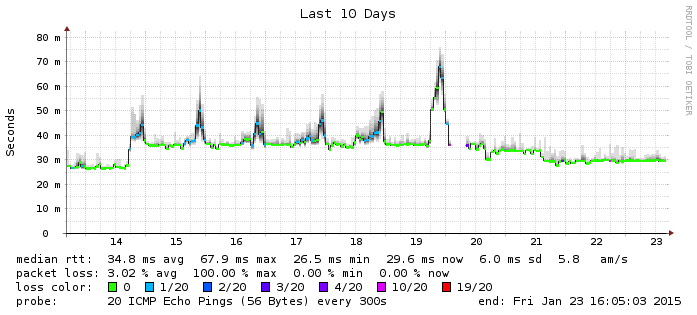 Last 10 Days
RRDTOOL / TOBI OETIKER
Seconds
80 m
70 m
60 m
50 m
40 m
30 m
20 m
10 m
0
14 15 16 17 18 19 20 21 22 23
median rtt: 34.8 ms avg 67.9 ms max 26.5 ms min 29.6 ms now 6.0 ms sd 5.8 am/s
packet loss: 3.02 % avg 100.00 % max 0.00 % min 0.00 % now
loss color: 0 1/20 2/20 3/20 4/20 10/20 19/20
probe: 20 ICMP Echo Pings (56 Bytes) every 300s end: Fri Jan 23 16:05:03 2015